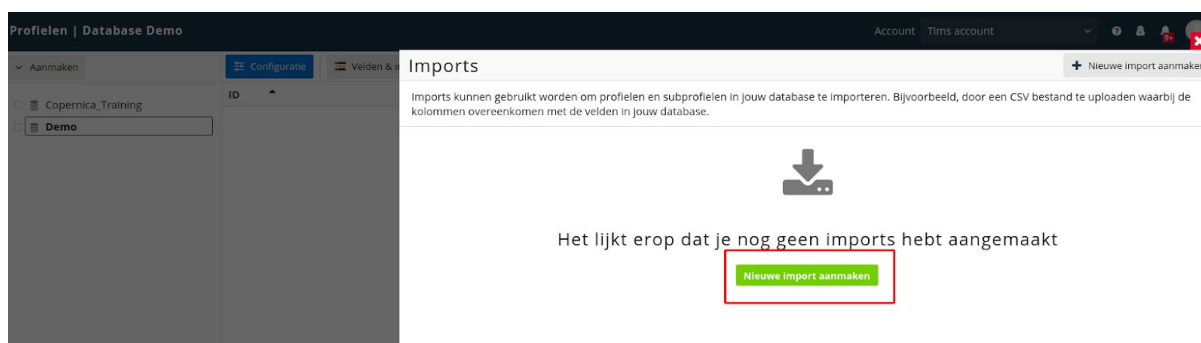 Profielen | Database Demo
Account Tims account
9+
Aanmaken
Configuratie
Velden & i
Imports
Nieuwe import aanmaken
ID
Imports kunnen gebruikt worden om profielen en subprofielen in jouw database te importeren. Bijvoorbeeld, door een CSV bestand te uploaden waarbij de
kolommen overeenkomen met de velden in jouw database.
Copernica_Training
Demo
Het lijkt erop dat je nog geen imports hebt aangemaakt
Nieuwe import aanmaken